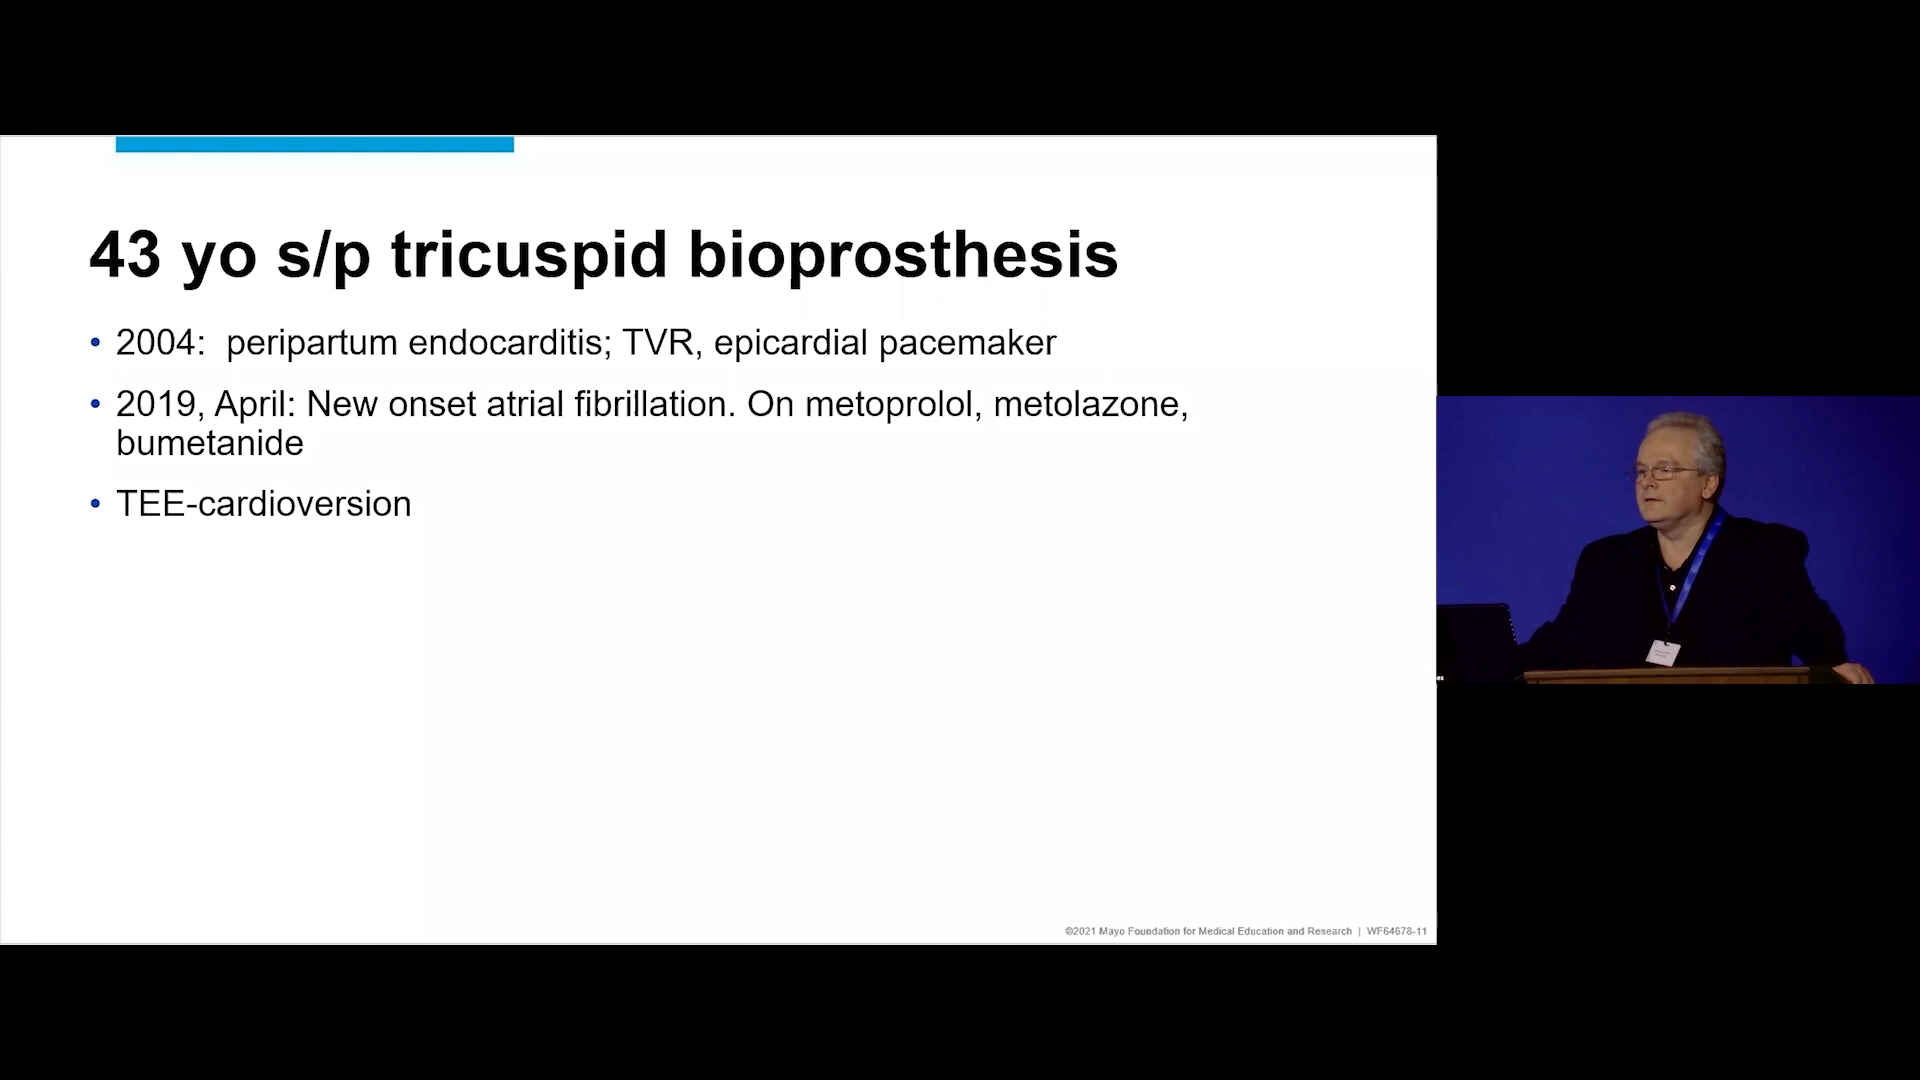 43 yo s/p tricuspid bioprosthesis
• 2004: peripartum endocarditis; TVR, epicardial pacemaker
• 2019, April: New onset atrial fibrillation. On metoprolol, metolazone,
bumetanide
• TEE-cardioversion
©2021 Mayo Foundation for Medical Education and Research | WF64678-11